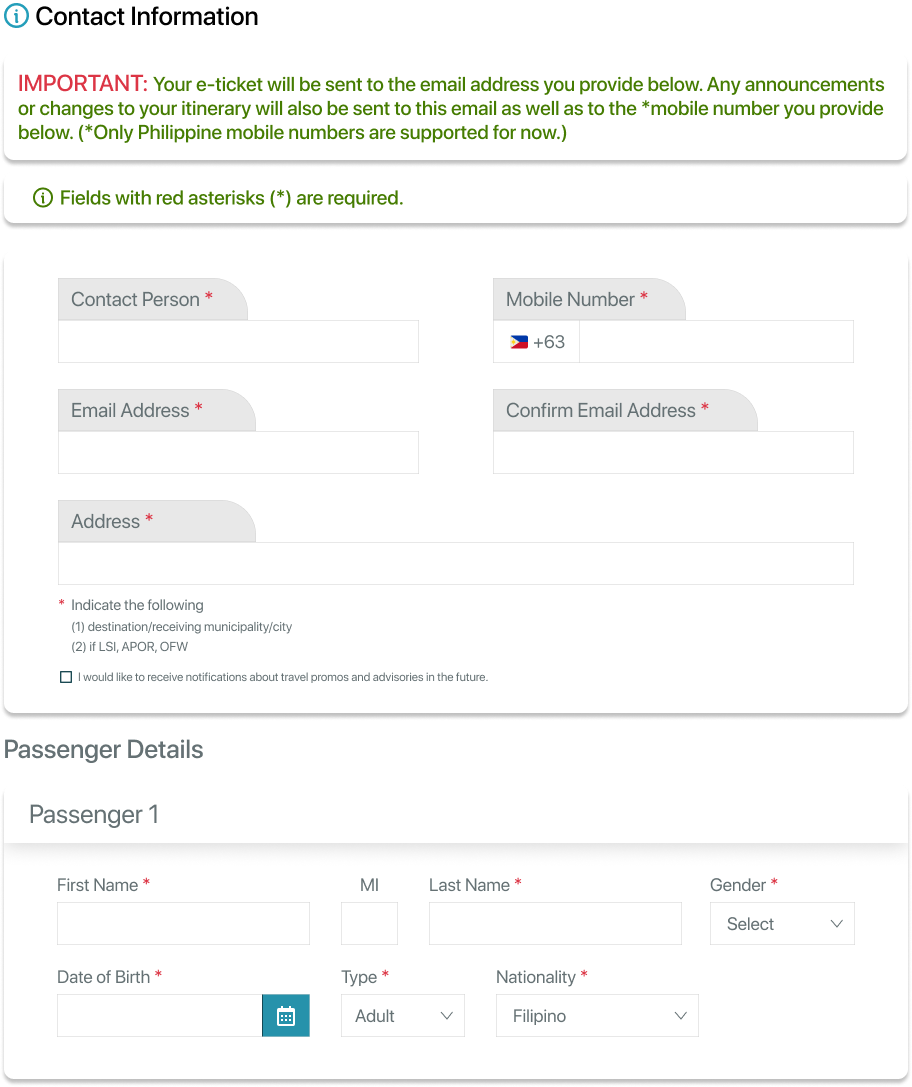 Contact Information
IMPORTANT: Your e-ticket will be sent to the email address you provide below. Any announcements
or changes to your itinerary will also be sent to this email as well as to the *mobile number you provide
below. (*Only Philippine mobile numbers are supported for now.)
Fields with red asterisks (*) are required.
Contact Person *
Mobile Number *
+63
Email Address *
Confirm Email Address *
Address *
* Indicate the following
(1) destination/receiving municipality/city
(2) if LSI, APOR, OFW
I would like to receive notifications about travel promos and advisories in the future.
Passenger Details
Passenger 1
First Name * MI Last Name * Gender *
Select
Date of Birth * Type * Nationality *
Adult Filipino